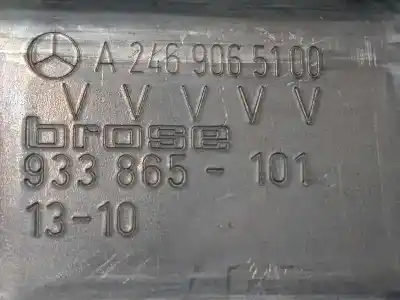 A 246 906 51 00
V V V V V
brose
933 865 - 101
13-10